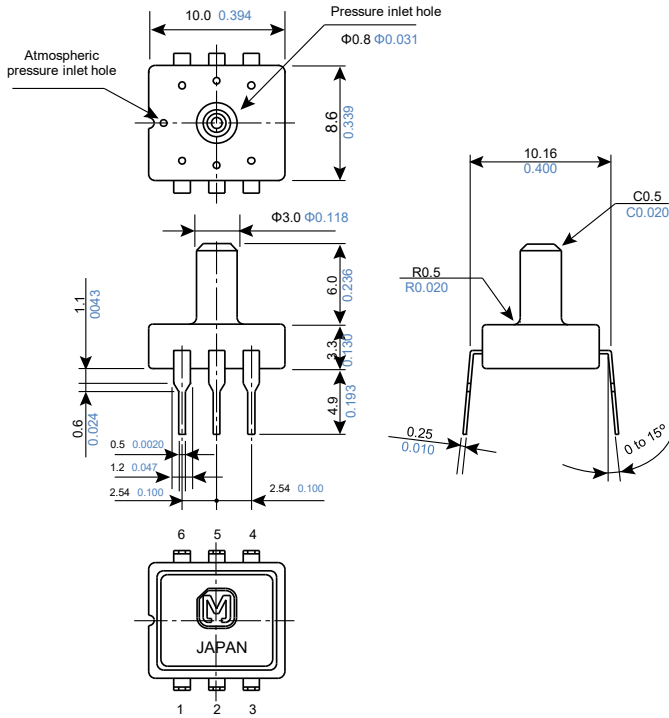 10.0 0.394
Pressure inlet hole
Φ0.8 Φ0.031
Atmospheric
pressure inlet hole
8.6
0.339
10.16
0.400
C0.5
C0.020
Φ3.0 Φ0.118
R0.5
R0.020
1.1
0043
6.0
0.236
3.3
0.130
4.9
0.193
0.6
0.024
0.5 0.0020
1.2 0.047
2.54 0.100
2.54 0.100
0.25
0.010
0 to 15°
6 5 4
M
JAPAN
1 2 3